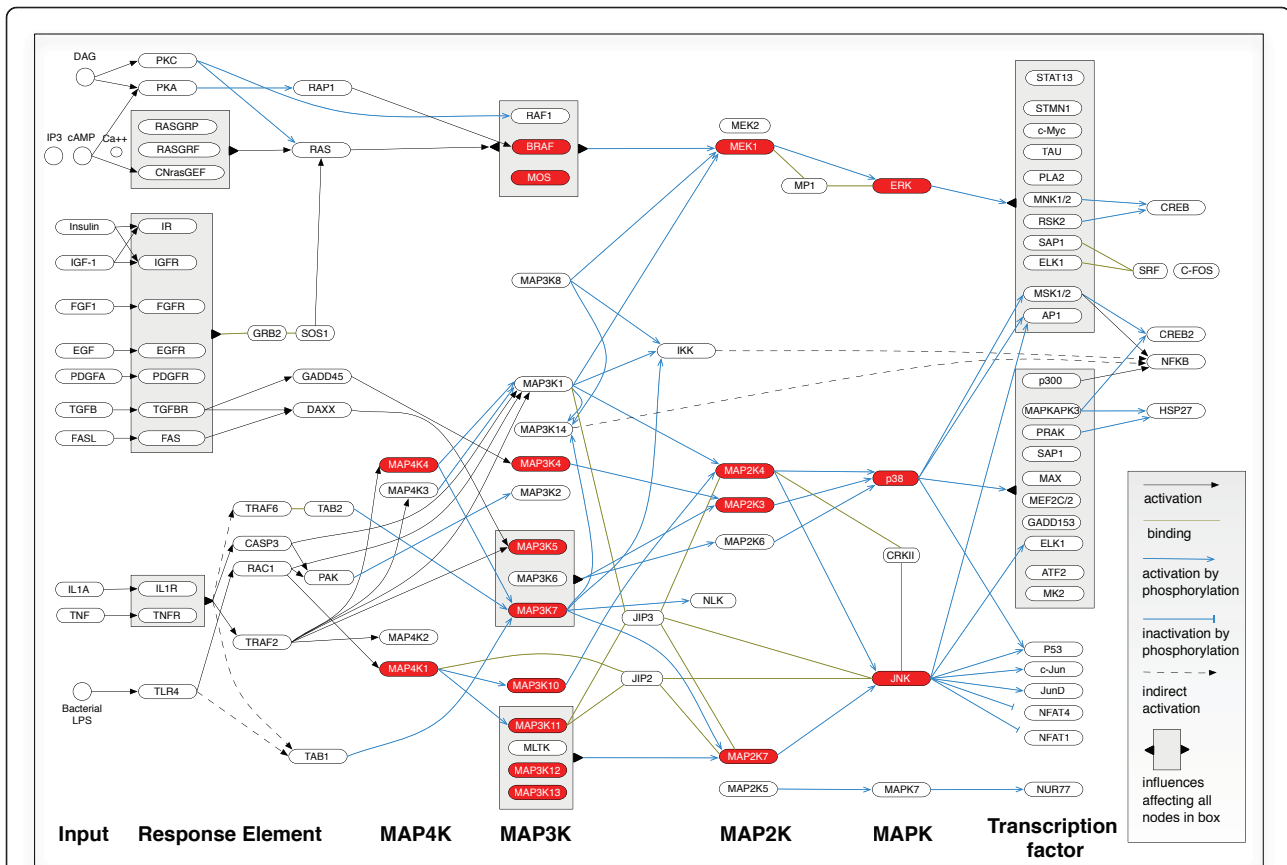 DAG
PKC
PKA
RAP1
IP3
cAMP
Ca++
RASGRP
RASGRF
CNrasGEF
RAS
RAF1
BRAF
MOS
MEK2
MEK1
MP1
ERK
STAT13
STMN1
c-Myc
TAU
PLA2
MNK1/2
RSK2
SAP1
ELK1
MSK1/2
AP1
CREB
SRF
C-FOS
CREB2
NFKB
Insulin
IGF-1
FGF1
EGF
PDGFA
TGFB
FASL
IR
IGFR
FGFR
EGFR
PDGFR
TGFBR
FAS
GRB2
SOS1
GADD45
DAXX
MAP3K8
IKK
MAP3K1
MAP3K14
MAP4K4
MAP4K3
MAP3K4
MAP3K2
MAP2K4
MAP2K3
MAP2K6
p38
CRKII
p300
MAPKAPK3
PRAK
SAP1
MAX
MEF2C/2
GADD153
ELK1
ATF2
MK2
HSP27
TRAF6
TAB2
CASP3
RAC1
PAK
MAP3K5
MAP3K6
MAP3K7
NLK
IL1A
TNF
IL1R
TNFR
TRAF2
MAP4K2
MAP4K1
JIP3
JIP2
MAP3K10
JNK
P53
c-Jun
JunD
NFAT4
NFAT1
Bacterial
LPS
TLR4
TAB1
MAP3K11
MLTK
MAP3K12
MAP3K13
MAP2K7
MAP2K5
MAPK7
NUR77
activation
binding
activation by
phosphorylation
inactivation by
phosphorylation
indirect
activation
influences
affecting all
nodes in box
Input
Response Element
MAP4K
MAP3K
MAP2K
MAPK
Transcription
factor